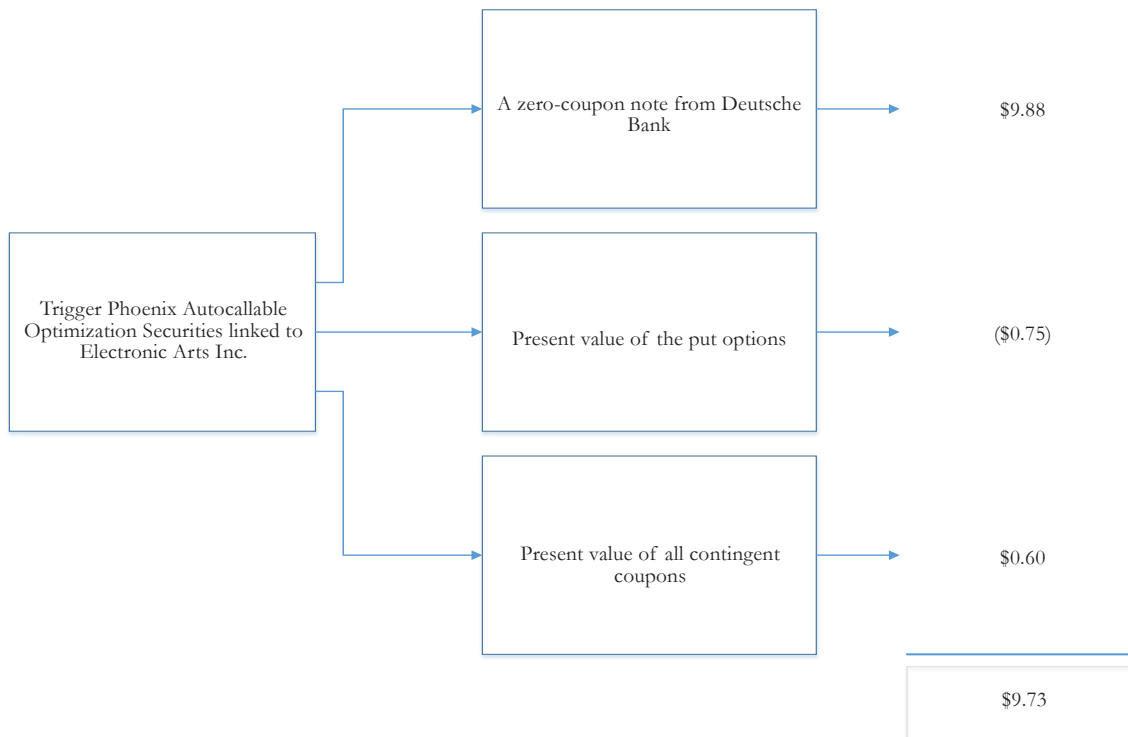 A zero-coupon note from Deutsche
Bank
$9.88
Trigger Phoenix Autocallable
Optimization Securities linked to
Electronic Arts Inc.
Present value of the put options
($0.75)
Present value of all contingent
coupons
$0.60
$9.73